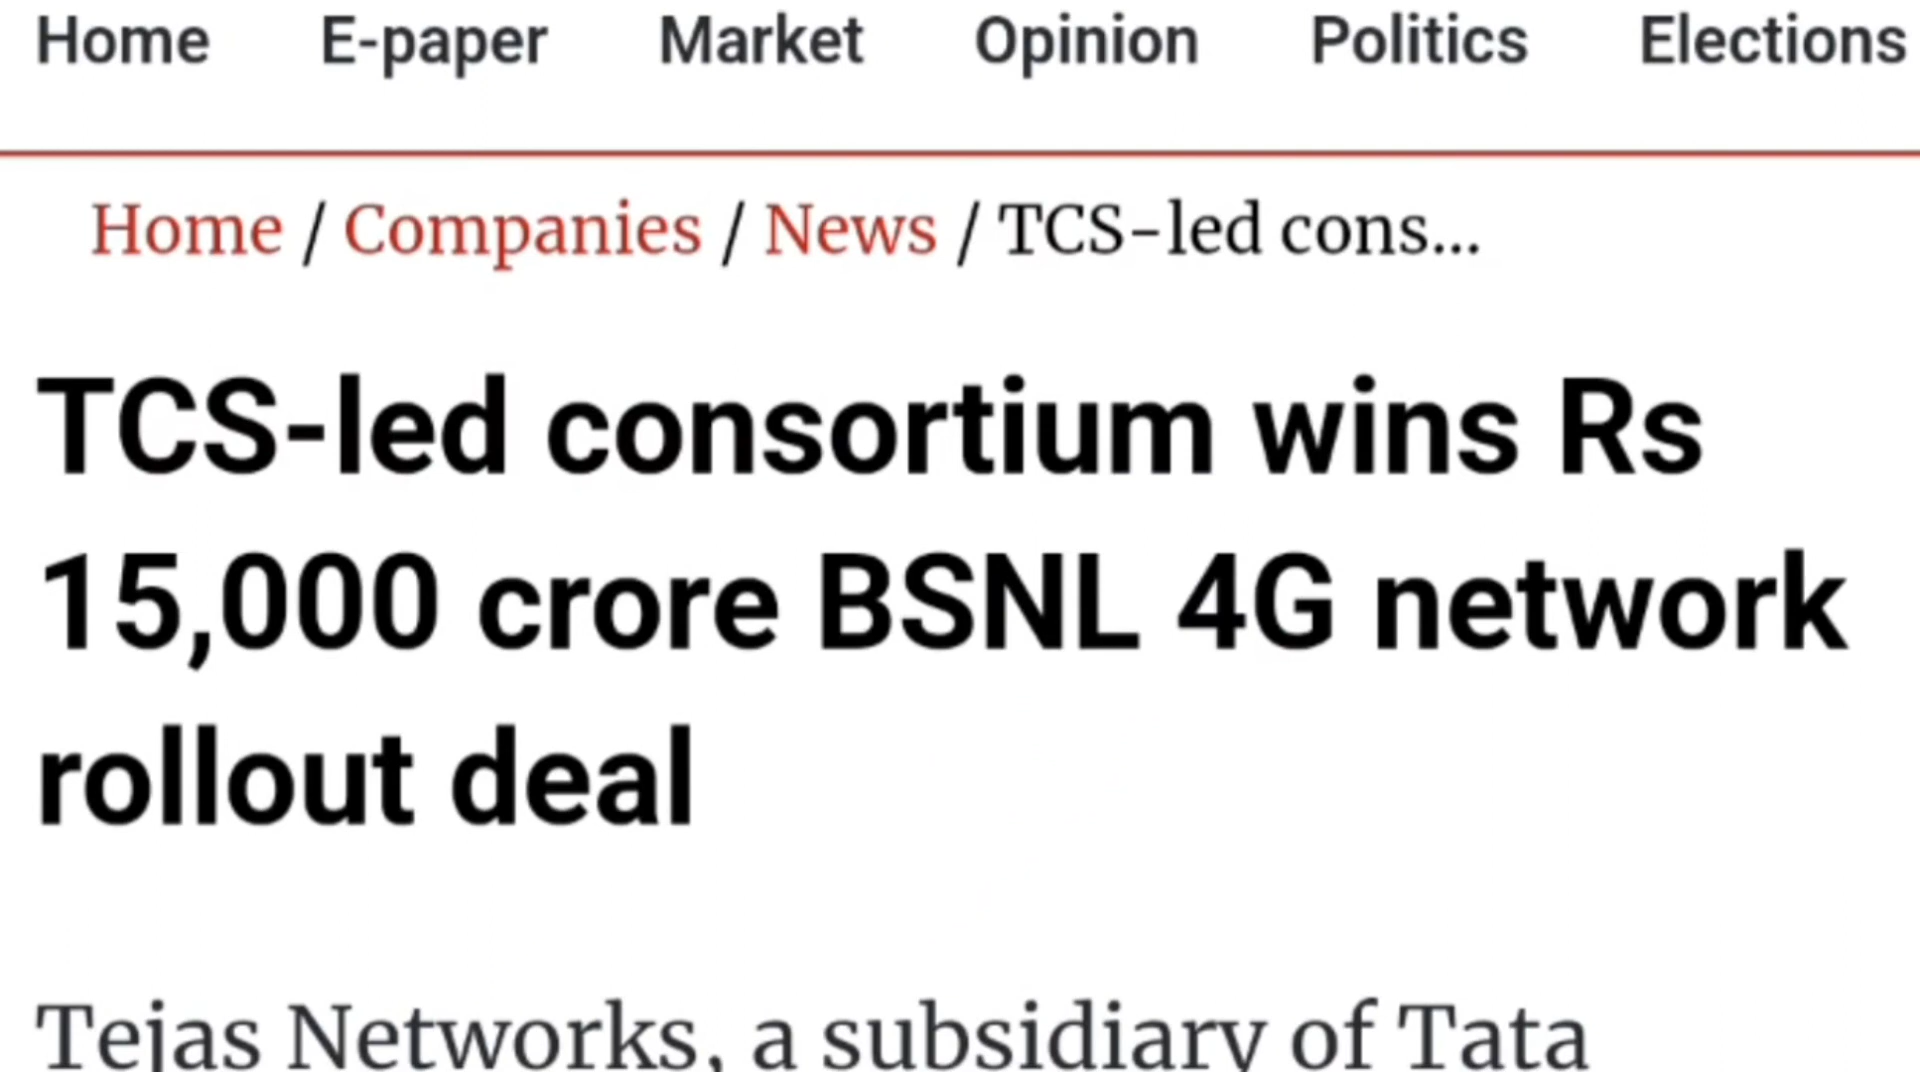 Home E-paper Market Opinion Politics Elections
Home / Companies / News / TCS-led cons...
TCS-led consortium wins Rs
15,000 crore BSNL 4G network
rollout deal
Tejas Networks, a subsidiary of Tata